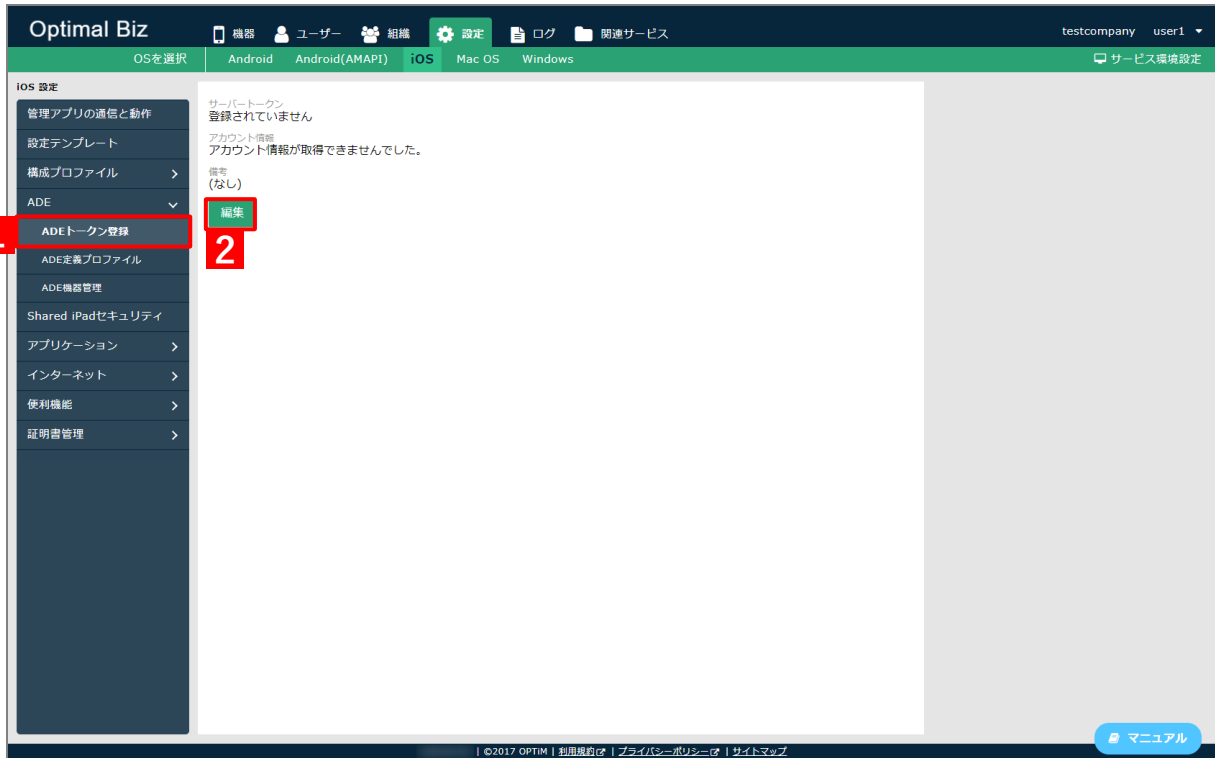 Optimal Biz
機器 ユーザー 組織 設定 ログ 関連サービス
testcompany user1
OSを選択 Android Android(AMAPI) iOS Mac OS Windows
サービス環境設定
iOS 設定
管理アプリの通信と動作
設定テンプレート
構成プロファイル
ADE
ADEトークン登録
ADE定義プロファイル
ADE機器管理
Shared iPadセキュリティ
アプリケーション
インターネット
便利機能
証明書管理
サーバートークン
登録されていません
アカウント情報
アカウント情報が取得できませんでした。
備考
(なし)
編集
2
マニュアル
| ©2017 OPTiM | 利用規約 | プライバシーポリシー | サイトマップ